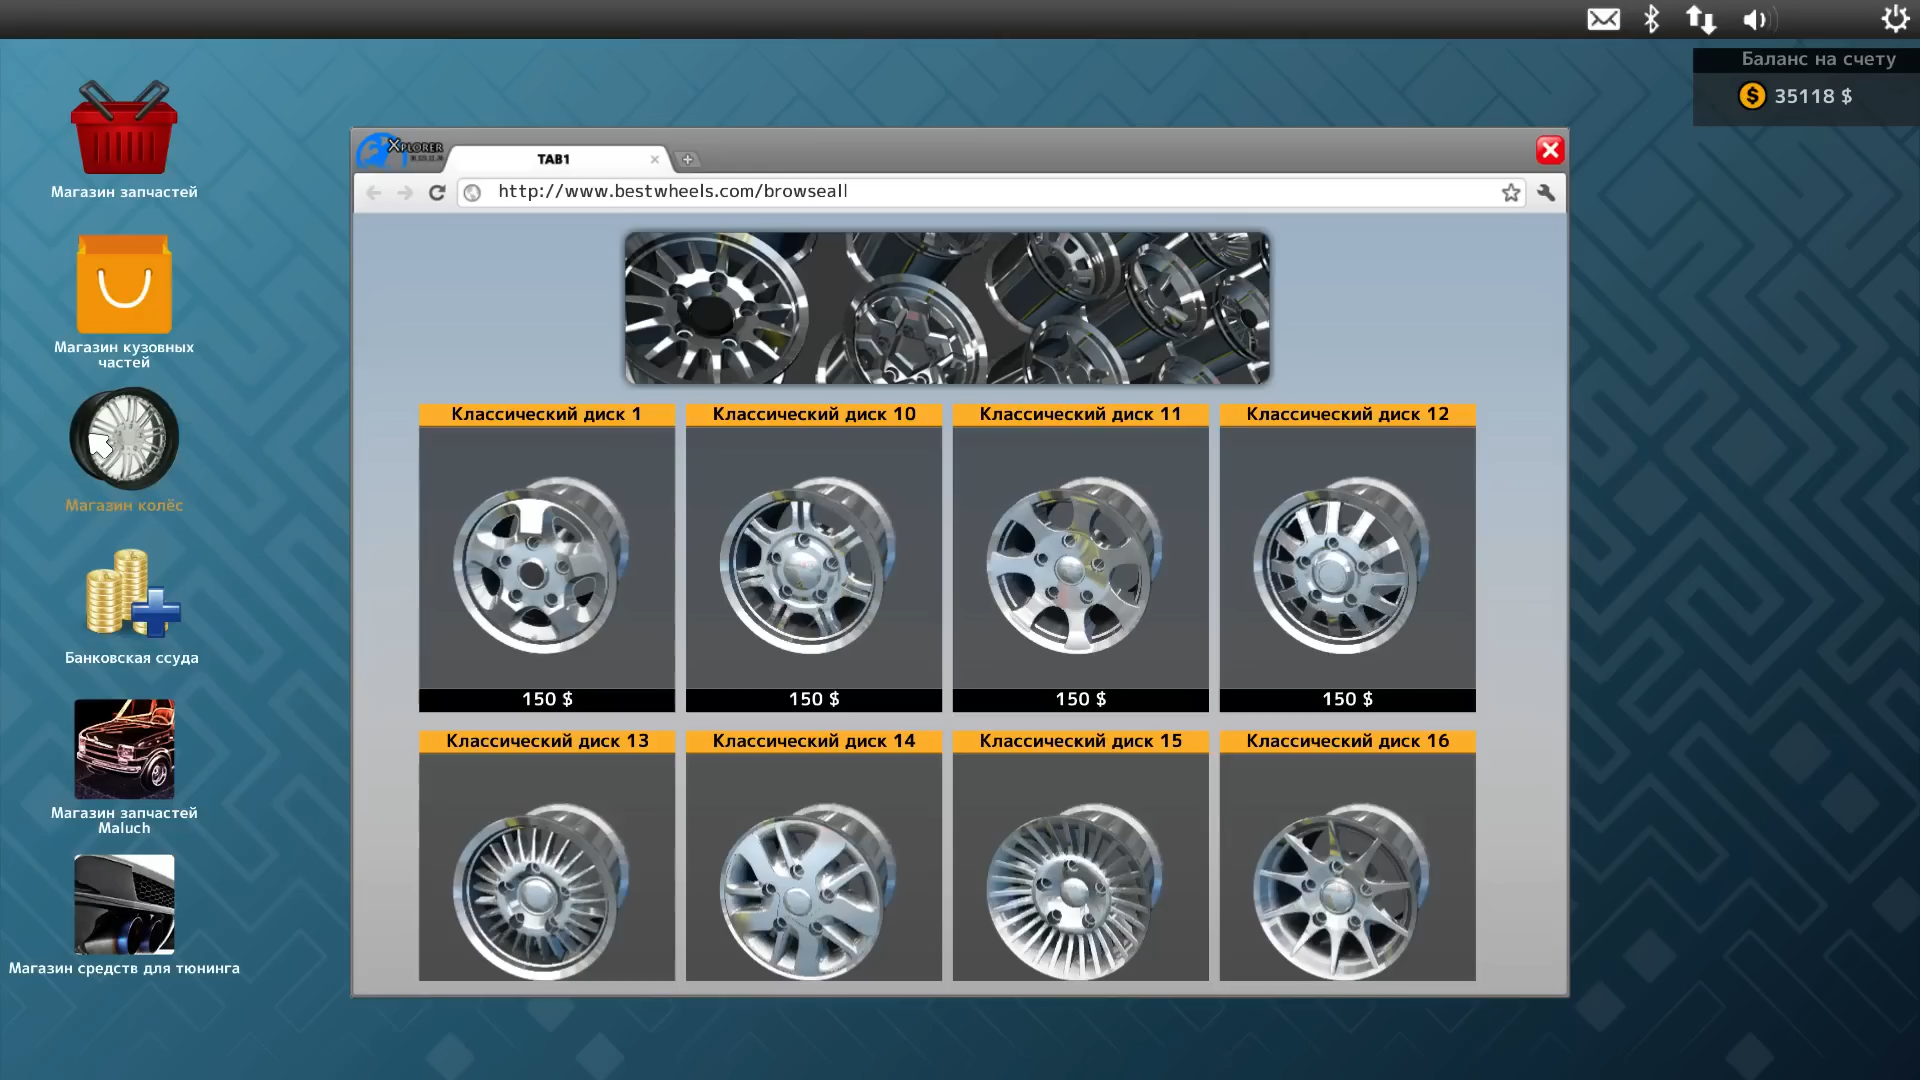 Баланс на счету
35118 $
Магазин запчастей
Магазин кузовных
частей
Магазин колёс
Банковская ссуда
Магазин запчастей
Maluch
Магазин средств для тюнинга
XPLORER
TAB1
http://www.bestwheels.com/browseall
Классический диск 1
Классический диск 10
Классический диск 11
Классический диск 12
150 $
150 $
150 $
150 $
Классический диск 13
Классический диск 14
Классический диск 15
Классический диск 16